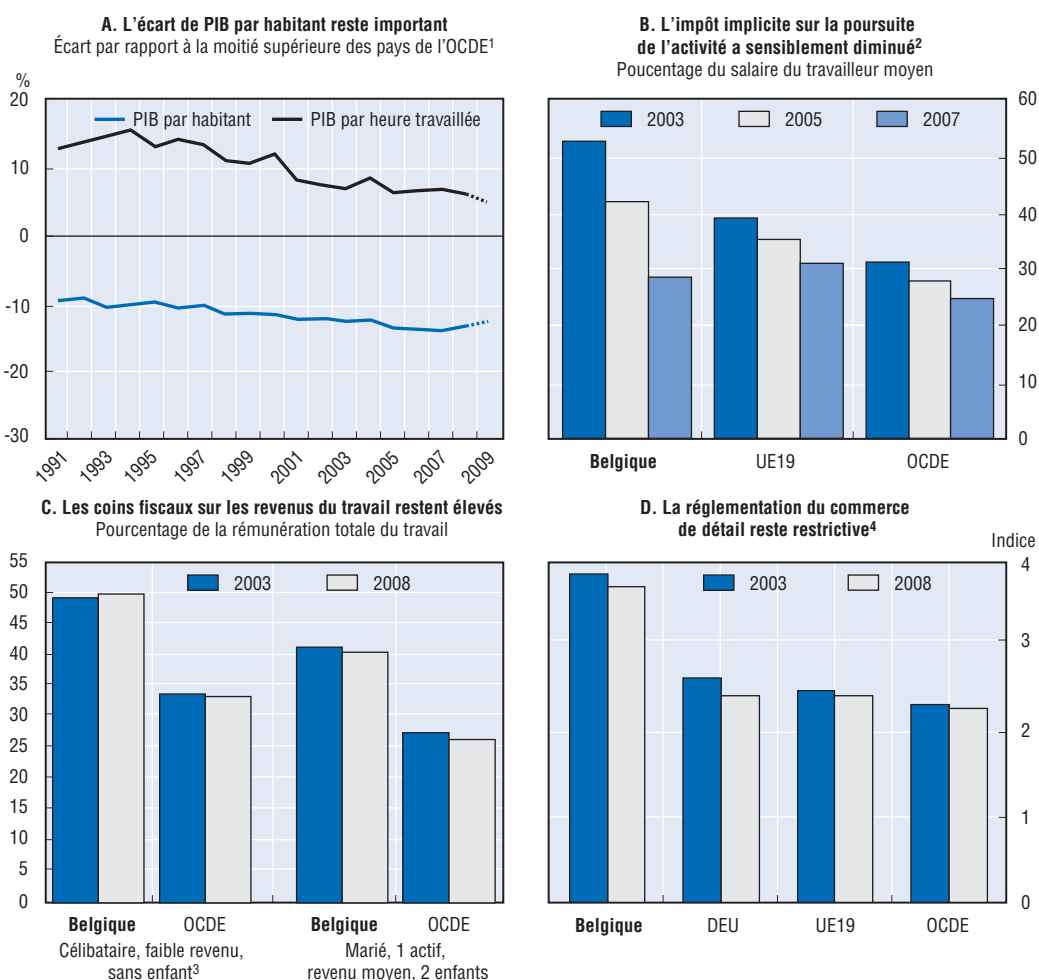 A. L'écart de PIB par habitant reste important
Écart par rapport à la moitié supérieure des pays de l'OCDE1
%
20
10
0
-10
-20
-30
PIB par habitant
PIB par heure travaillée
1991
1993
1995
1997
1999
2001
2003
2005
2007
2009
B. L'impôt implicite sur la poursuite
de l'activité a sensiblement diminué2
Poucentage du salaire du travailleur moyen
2003
2005
2007
60
50
40
30
20
10
0
Belgique
UE19
OCDE
C. Les coins fiscaux sur les revenus du travail restent élevés
Pourcentage de la rémunération totale du travail
55
50
45
40
35
30
25
20
15
10
5
0
2003
2008
Belgique
OCDE
Belgique
OCDE
Célibataire, faible revenu,
sans enfant3
Marié, 1 actif,
revenu moyen, 2 enfants
D. La réglementation du commerce
de détail reste restrictive4
Indice
2003
2008
4
3
2
1
0
Belgique
DEU
UE19
OCDE